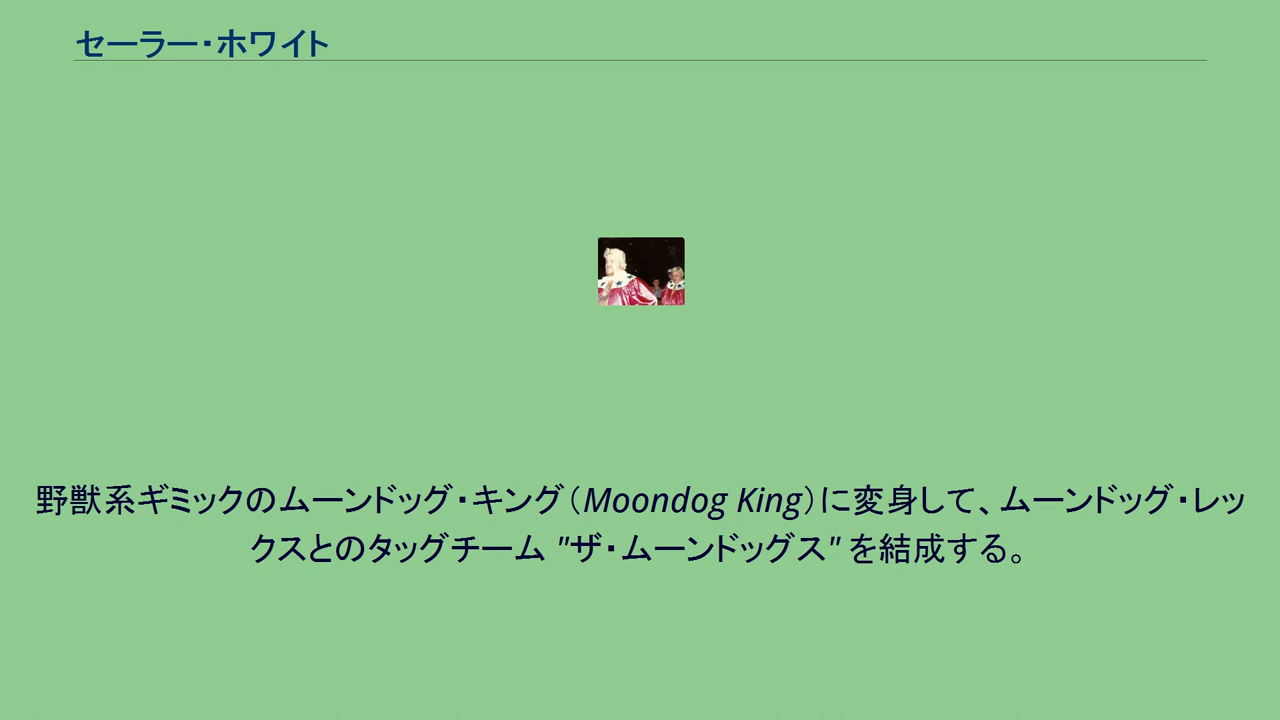 セーラー・ホワイト
野獣系ギミックのムーンドッグ・キング（Moondog King）に変身して、ムーンドッグ・レッ
クスとのタッグチーム "ザ・ムーンドッグス" を結成する。